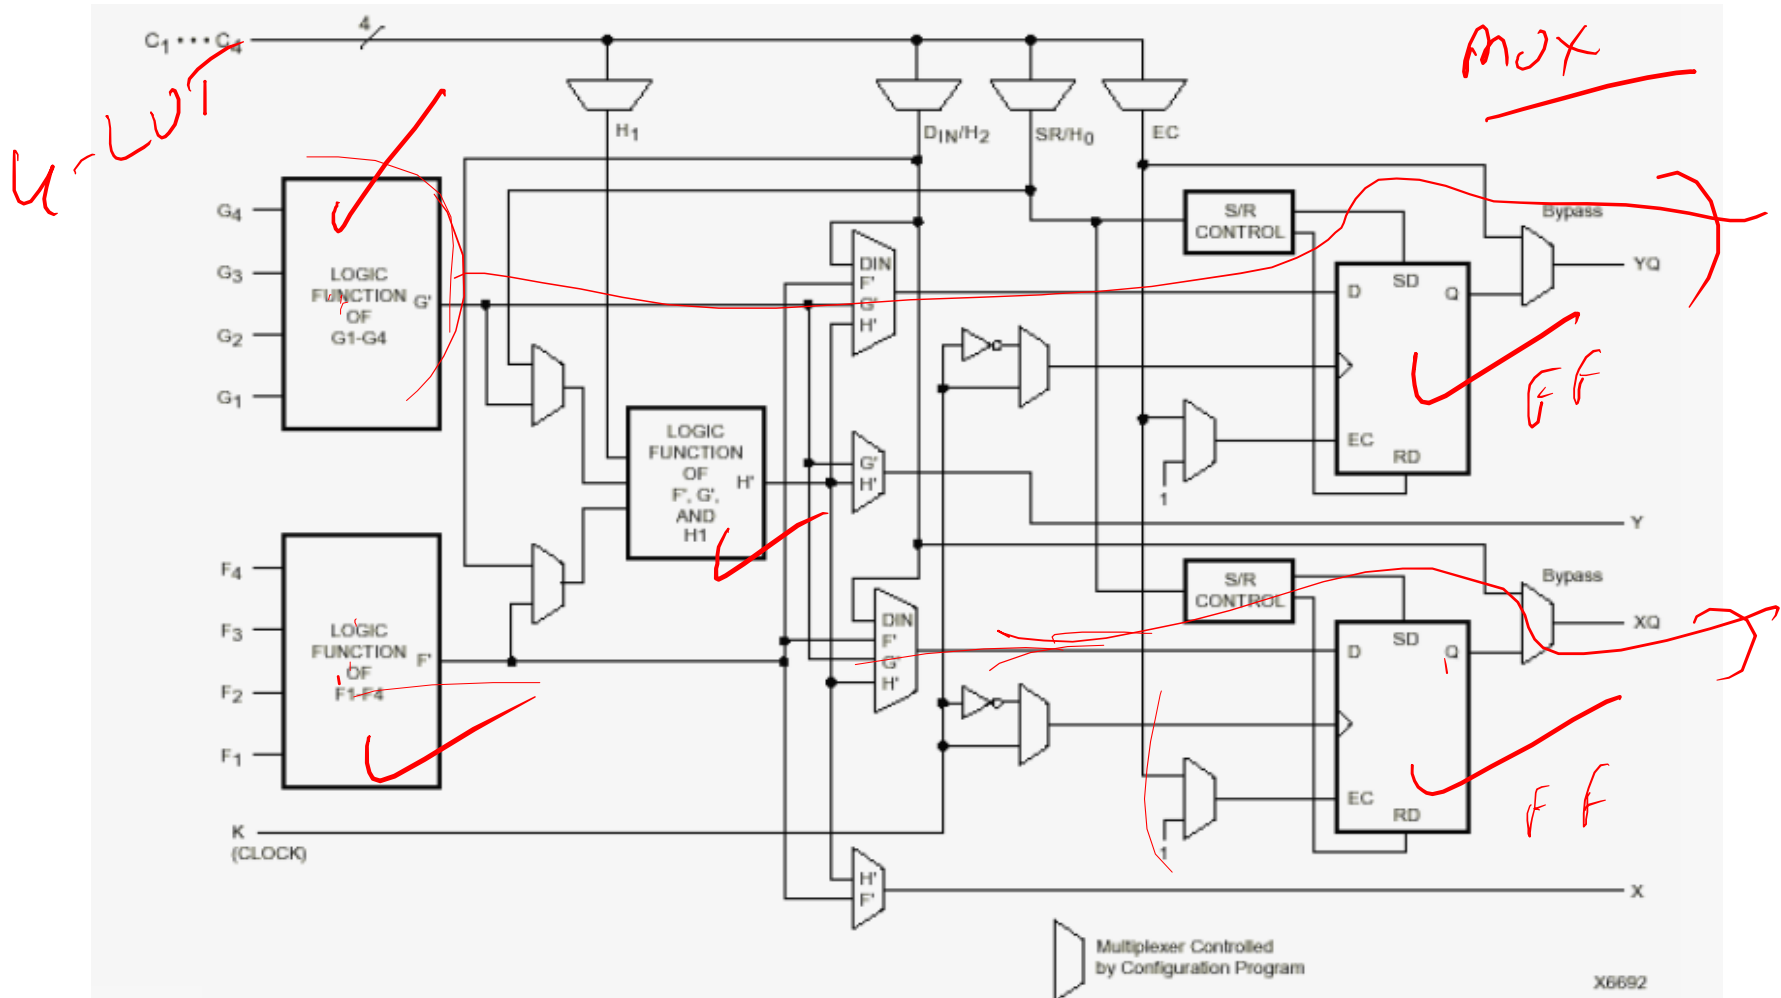 C1 • • • C4
4
MUX
4-LUT
H1
DIN/H2
SR/H0
EC
G4
G3
G2
G1
LOGIC
FUNCTION
OF
G1-G4
G'
DIN
F'
G'
H'
S/R
CONTROL
Bypass
YQ
D
SD
Q
EC
RD
1
FF
LOGIC
FUNCTION
OF
F', G',
AND
H1
H'
G'
H'
Y
F4
F3
F2
F1
LOGIC
FUNCTION
OF
F1-F4
F'
DIN
F'
G'
H'
S/R
CONTROL
Bypass
XQ
D
SD
Q
EC
RD
1
FF
K
(CLOCK)
H'
F'
X
Multiplexer Controlled
by Configuration Program
X6692